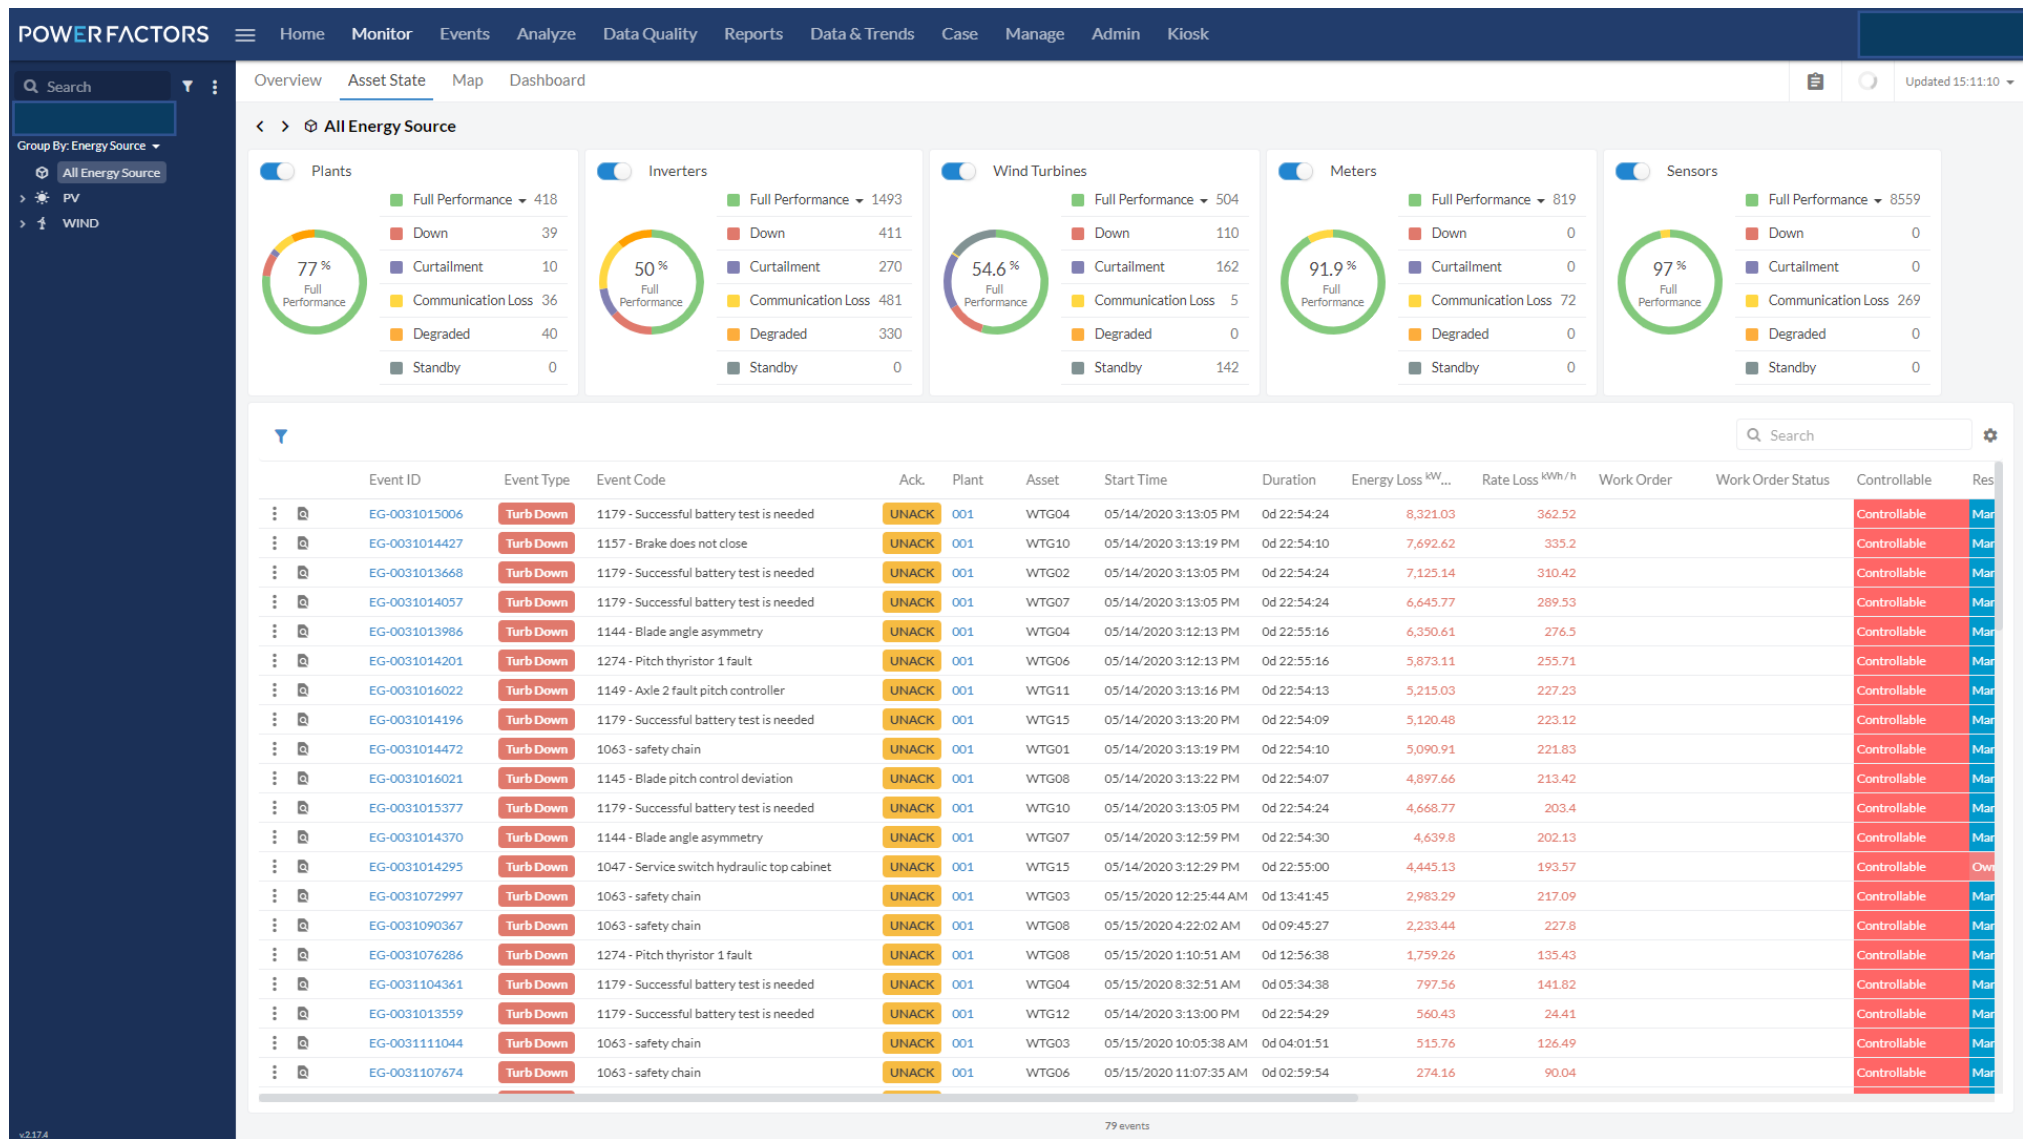 POWERFACTORS Home Monitor Events Analyze Data Quality Reports Data & Trends Case Manage Admin Kiosk
Search
Group By: Energy Source
All Energy Source
PV
WIND
v.2.17.4
Overview Asset State Map Dashboard Updated 15:11:10
All Energy Source
Plants
77 %
Full
Performance
Full Performance 418
Down 39
Curtailment 10
Communication Loss 36
Degraded 40
Standby 0
Inverters
50 %
Full
Performance
Full Performance 1493
Down 411
Curtailment 270
Communication Loss 481
Degraded 330
Standby 0
Wind Turbines
54.6 %
Full
Performance
Full Performance 504
Down 110
Curtailment 162
Communication Loss 5
Degraded 0
Standby 142
Meters
91.9 %
Full
Performance
Full Performance 819
Down 0
Curtailment 0
Communication Loss 72
Degraded 0
Standby 0
Sensors
97 %
Full
Performance
Full Performance 8559
Down 0
Curtailment 0
Communication Loss 269
Degraded 0
Standby 0
Search
Event ID Event Type Event Code Ack. Plant Asset Start Time Duration Energy Loss kW... Rate Loss kWh/h Work Order Work Order Status Controllable Res
EG-0031015006 Turb Down 1179 - Successful battery test is needed UNACK 001 WTG04 05/14/2020 3:13:05 PM 0d 22:54:24 8,321.03 362.52 Controllable Mar
EG-0031014427 Turb Down 1157 - Brake does not close UNACK 001 WTG10 05/14/2020 3:13:19 PM 0d 22:54:10 7,692.62 335.2 Controllable Mar
EG-0031013668 Turb Down 1179 - Successful battery test is needed UNACK 001 WTG02 05/14/2020 3:13:05 PM 0d 22:54:24 7,125.14 310.42 Controllable Mar
EG-0031014057 Turb Down 1179 - Successful battery test is needed UNACK 001 WTG07 05/14/2020 3:13:05 PM 0d 22:54:24 6,645.77 289.53 Controllable Mar
EG-0031013986 Turb Down 1144 - Blade angle asymmetry UNACK 001 WTG04 05/14/2020 3:12:13 PM 0d 22:55:16 6,350.61 276.5 Controllable Mar
EG-0031014201 Turb Down 1274 - Pitch thyristor 1 fault UNACK 001 WTG06 05/14/2020 3:12:13 PM 0d 22:55:16 5,873.11 255.71 Controllable Mar
EG-0031016022 Turb Down 1149 - Axle 2 fault pitch controller UNACK 001 WTG11 05/14/2020 3:13:16 PM 0d 22:54:13 5,215.03 227.23 Controllable Mar
EG-0031014196 Turb Down 1179 - Successful battery test is needed UNACK 001 WTG15 05/14/2020 3:13:20 PM 0d 22:54:09 5,120.48 223.12 Controllable Mar
EG-0031014472 Turb Down 1063 - safety chain UNACK 001 WTG01 05/14/2020 3:13:19 PM 0d 22:54:10 5,090.91 221.83 Controllable Mar
EG-0031016021 Turb Down 1145 - Blade pitch control deviation UNACK 001 WTG08 05/14/2020 3:13:22 PM 0d 22:54:07 4,897.66 213.42 Controllable Mar
EG-0031015377 Turb Down 1179 - Successful battery test is needed UNACK 001 WTG10 05/14/2020 3:13:05 PM 0d 22:54:24 4,668.77 203.4 Controllable Mar
EG-0031014370 Turb Down 1144 - Blade angle asymmetry UNACK 001 WTG07 05/14/2020 3:12:59 PM 0d 22:54:30 4,639.8 202.13 Controllable Mar
EG-0031014295 Turb Down 1047 - Service switch hydraulic top cabinet UNACK 001 WTG15 05/14/2020 3:12:29 PM 0d 22:55:00 4,445.13 193.57 Controllable Own
EG-0031072997 Turb Down 1063 - safety chain UNACK 001 WTG03 05/15/2020 12:25:44 AM 0d 13:41:45 2,983.29 217.09 Controllable Mar
EG-0031090367 Turb Down 1063 - safety chain UNACK 001 WTG08 05/15/2020 4:22:02 AM 0d 09:45:27 2,233.44 227.8 Controllable Mar
EG-0031076286 Turb Down 1274 - Pitch thyristor 1 fault UNACK 001 WTG08 05/15/2020 1:10:51 AM 0d 12:56:38 1,759.26 135.43 Controllable Mar
EG-0031104361 Turb Down 1179 - Successful battery test is needed UNACK 001 WTG04 05/15/2020 8:32:51 AM 0d 05:34:38 797.56 141.82 Controllable Mar
EG-0031013559 Turb Down 1179 - Successful battery test is needed UNACK 001 WTG12 05/14/2020 3:13:00 PM 0d 22:54:29 560.43 24.41 Controllable Mar
EG-0031111044 Turb Down 1063 - safety chain UNACK 001 WTG03 05/15/2020 10:05:38 AM 0d 04:01:51 515.76 126.49 Controllable Mar
EG-0031107674 Turb Down 1063 - safety chain UNACK 001 WTG06 05/15/2020 11:07:35 AM 0d 02:59:54 274.16 90.04 Controllable Mar
79 events